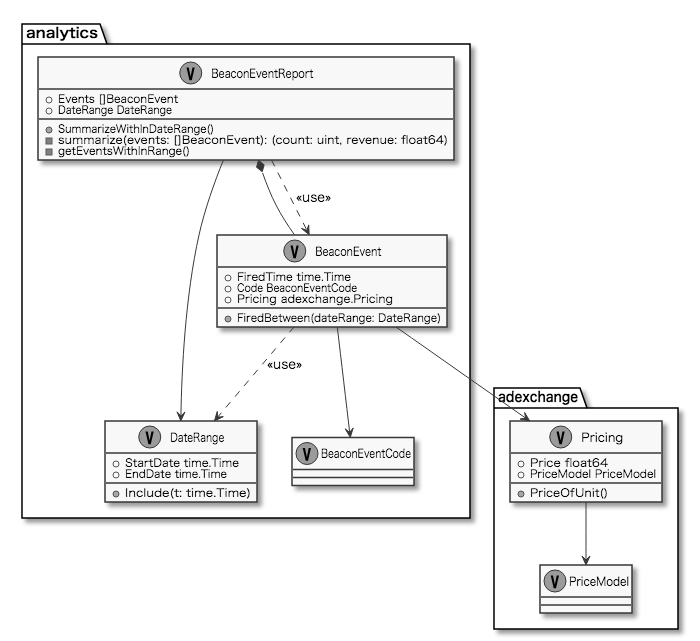 analytics
V BeaconEventReport
Events []BeaconEvent
DateRange DateRange
SummarizeWithInDateRange()
summarize(events: []BeaconEvent): (count: uint, revenue: float64)
getEventsWithInRange()
«use»
V BeaconEvent
FiredTime time.Time
Code BeaconEventCode
Pricing adexchange.Pricing
FiredBetween(dateRange: DateRange)
«use»
adexchange
V DateRange
StartDate time.Time
EndDate time.Time
Include(t: time.Time)
V BeaconEventCode
V Pricing
Price float64
PriceModel PriceModel
PriceOfUnit()
V PriceModel